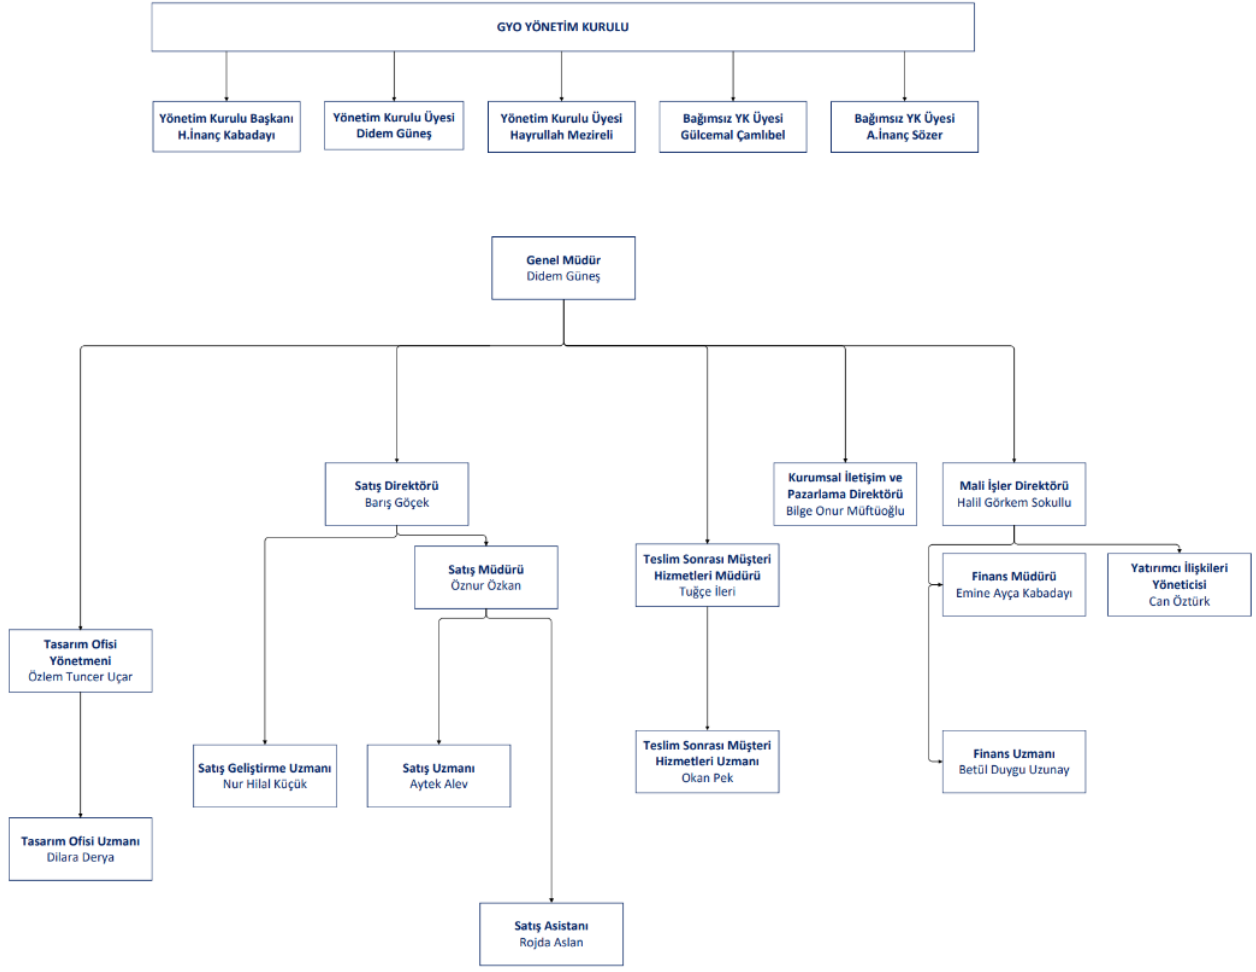 GYO YÖNETİM KURULU
Yönetim Kurulu Başkanı
H.İnanç Kabadayı
Yönetim Kurulu Üyesi
Didem Güneş
Yönetim Kurulu Üyesi
Hayrullah Mezireli
Bağımsız YK Üyesi
Gülcemal Çamlıbel
Bağımsız YK Üyesi
A.İnanç Sözer
Genel Müdür
Didem Güneş
Satış Direktörü
Barış Göçek
Kurumsal İletişim ve
Pazarlama Direktörü
Bilge Onur Müftüoğlu
Mali İşler Direktörü
Halil Görkem Sokullu
Satış Müdürü
Öznur Özkan
Teslim Sonrası Müşteri
Hizmetleri Müdürü
Tuğçe İleri
Finans Müdürü
Emine Ayça Kabadayı
Yatırımcı İlişkileri
Yöneticisi
Can Öztürk
Tasarım Ofisi
Yönetmeni
Özlem Tuncer Uçar
Satış Geliştirme Uzmanı
Nur Hilal Küçük
Satış Uzmanı
Aytek Alev
Teslim Sonrası Müşteri
Hizmetleri Uzmanı
Okan Pek
Finans Uzmanı
Betül Duygu Uzunay
Tasarım Ofisi Uzmanı
Dilara Derya
Satış Asistanı
Rojda Aslan